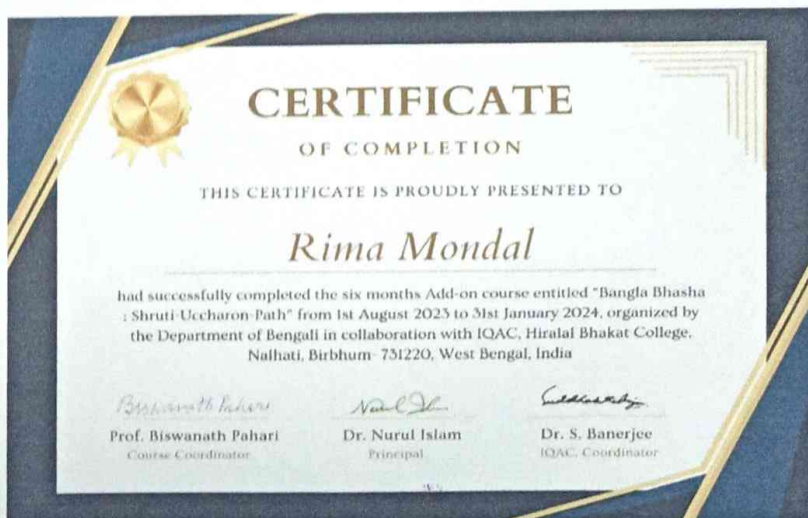 CERTIFICATE
OF COMPLETION
THIS CERTIFICATE IS PROUDLY PRESENTED TO
Rima Mondal
had successfully completed the six months Add-on course entitled "Bangla Bhasha
: Shruti-Uccharon-Path" from 1st August 2023 to 31st January 2024, organized by
the Department of Bengali in collaboration with IQAC, Hiralal Bhakat College,
Nalhati, Birbhum- 731220, West Bengal, India
Biswanath Pahari
Prof. Biswanath Pahari
Course Coordinator
Dr. Nurul Islam
Principal
Dr. S. Banerjee
IQAC, Coordinator